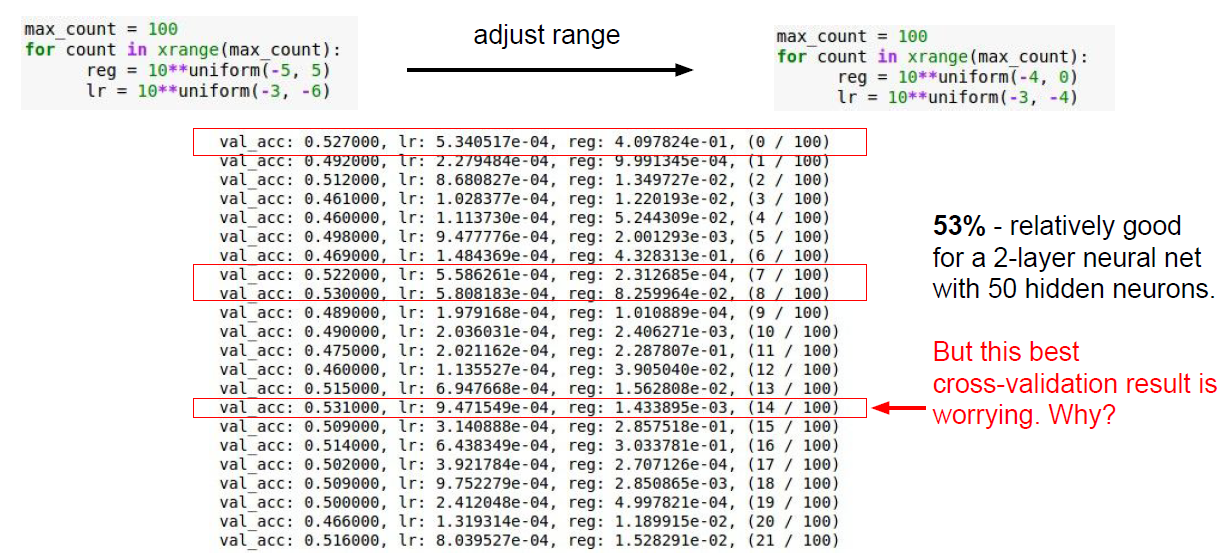 max_count = 100
for count in xrange(max_count):
reg = 10**uniform(-5, 5)
lr = 10**uniform(-3, -6)
adjust range
max_count = 100
for count in xrange(max_count):
reg = 10**uniform(-4, 0)
lr = 10**uniform(-3, -4)
val_acc: 0.527000, lr: 5.340517e-04, reg: 4.097824e-01, (0 / 100)
val_acc: 0.492000, lr: 2.279484e-04, reg: 9.991345e-04, (1 / 100)
val_acc: 0.512000, lr: 8.680827e-04, reg: 1.349727e-02, (2 / 100)
val_acc: 0.461000, lr: 1.028377e-04, reg: 1.220193e-02, (3 / 100)
val_acc: 0.460000, lr: 1.113730e-04, reg: 5.244309e-02, (4 / 100)
val_acc: 0.498000, lr: 9.477776e-04, reg: 2.001293e-03, (5 / 100)
val_acc: 0.469000, lr: 1.484369e-04, reg: 4.328313e-01, (6 / 100)
val_acc: 0.522000, lr: 5.586261e-04, reg: 2.312685e-04, (7 / 100)
val_acc: 0.530000, lr: 5.808183e-04, reg: 8.259964e-02, (8 / 100)
val_acc: 0.489000, lr: 1.979168e-04, reg: 1.010889e-04, (9 / 100)
val_acc: 0.490000, lr: 2.036031e-04, reg: 2.406271e-03, (10 / 100)
val_acc: 0.475000, lr: 2.021162e-04, reg: 2.287807e-01, (11 / 100)
val_acc: 0.460000, lr: 1.135527e-04, reg: 3.905040e-02, (12 / 100)
val_acc: 0.515000, lr: 6.947668e-04, reg: 1.562808e-02, (13 / 100)
val_acc: 0.531000, lr: 9.471549e-04, reg: 1.433895e-03, (14 / 100)
val_acc: 0.509000, lr: 3.140888e-04, reg: 2.857518e-01, (15 / 100)
val_acc: 0.514000, lr: 6.438349e-04, reg: 3.033781e-01, (16 / 100)
val_acc: 0.502000, lr: 3.921784e-04, reg: 2.707126e-04, (17 / 100)
val_acc: 0.509000, lr: 9.752279e-04, reg: 2.850865e-03, (18 / 100)
val_acc: 0.500000, lr: 2.412048e-04, reg: 4.997821e-04, (19 / 100)
val_acc: 0.466000, lr: 1.319314e-04, reg: 1.189915e-02, (20 / 100)
val_acc: 0.516000, lr: 8.039527e-04, reg: 1.528291e-02, (21 / 100)
53% - relatively good
for a 2-layer neural net
with 50 hidden neurons.
But this best
cross-validation result is
worrying. Why?